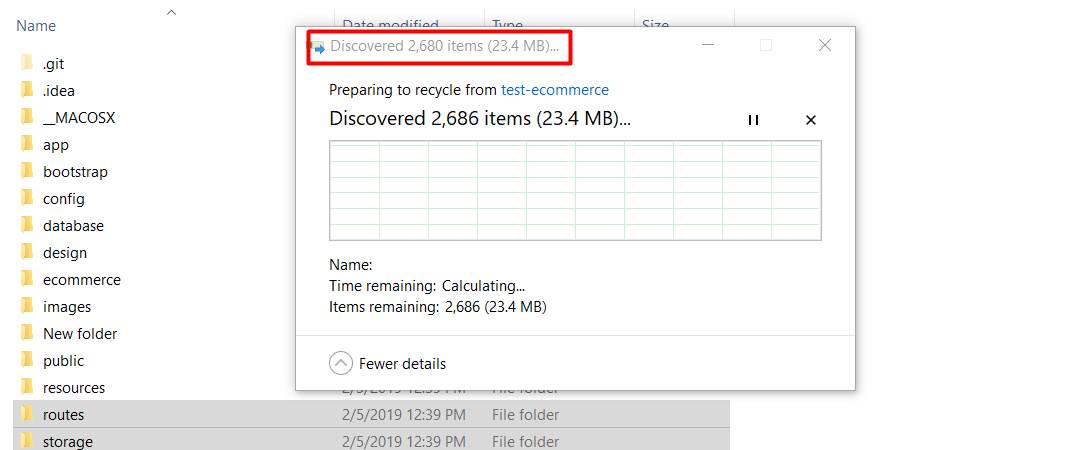 Name Date modified Type Size
Discovered 2,680 items (23.4 MB)...
Preparing to recycle from test-ecommerce
Discovered 2,686 items (23.4 MB)...
Name:
Time remaining: Calculating...
Items remaining: 2,686 (23.4 MB)
Fewer details
.git
.idea
__MACOSX
app
bootstrap
config
database
design
ecommerce
images
New folder
public
resources 2/5/2019 12:39 PM File folder
routes 2/5/2019 12:39 PM File folder
storage 2/5/2019 12:39 PM File folder